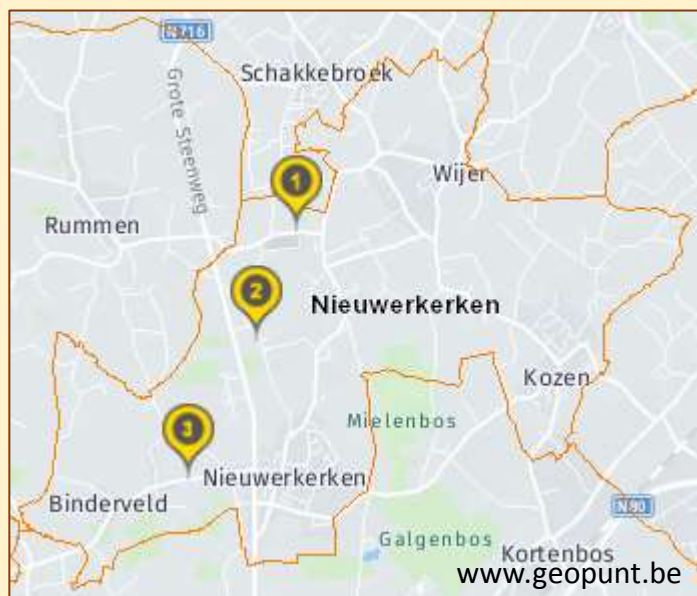 N716
Schakkebroek
Grote Steenweg
1
Wijer
Rummen
2
Nieuwerkerken
Kozen
Mielenbos
3
Nieuwerkerken
Binderveld
N80
Galgenbos
Kortenbos
www.geopunt.be